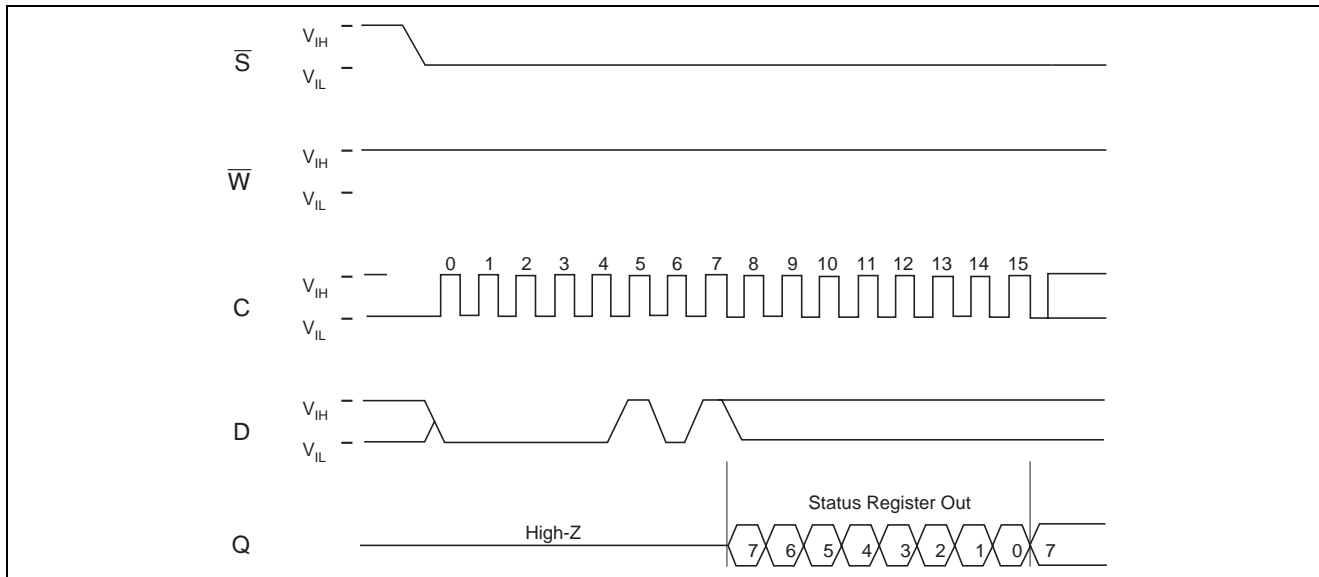 S̅
V_IH
V_IL
W̅
V_IH
V_IL
C
V_IH
V_IL
0 1 2 3 4 5 6 7 8 9 10 11 12 13 14 15
D
V_IH
V_IL
Q
High-Z
Status Register Out
7 6 5 4 3 2 1 0 7